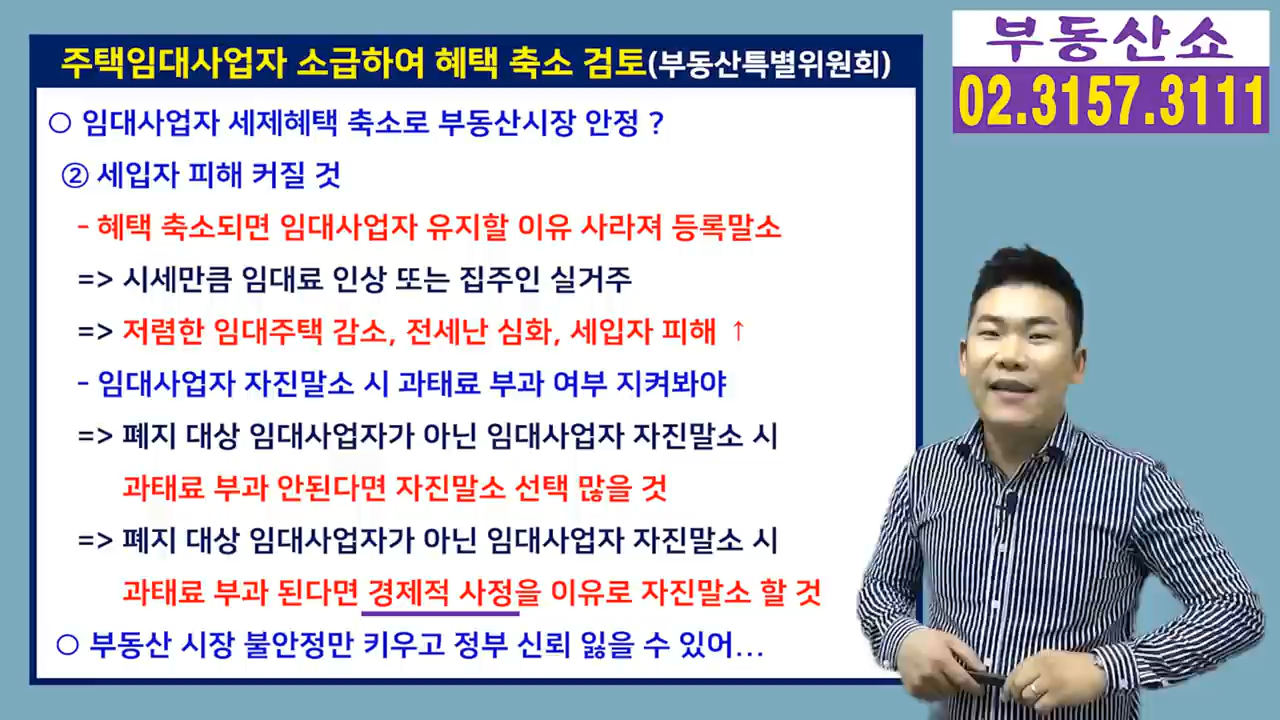 주택임대사업자 소급하여 혜택 축소 검토(부동산특별위원회)
○ 임대사업자 세제혜택 축소로 부동산시장 안정 ?
② 세입자 피해 커질 것
- 혜택 축소되면 임대사업자 유지할 이유 사라져 등록말소
=> 시세만큼 임대료 인상 또는 집주인 실거주
=> 저렴한 임대주택 감소, 전세난 심화, 세입자 피해 ↑
- 임대사업자 자진말소 시 과태료 부과 여부 지켜봐야
=> 폐지 대상 임대사업자가 아닌 임대사업자 자진말소 시
과태료 부과 안된다면 자진말소 선택 많을 것
=> 폐지 대상 임대사업자가 아닌 임대사업자 자진말소 시
과태료 부과 된다면 경제적 사정을 이유로 자진말소 할 것
○ 부동산 시장 불안정만 키우고 정부 신뢰 잃을 수 있어...
부동산쇼
02.3157.3111